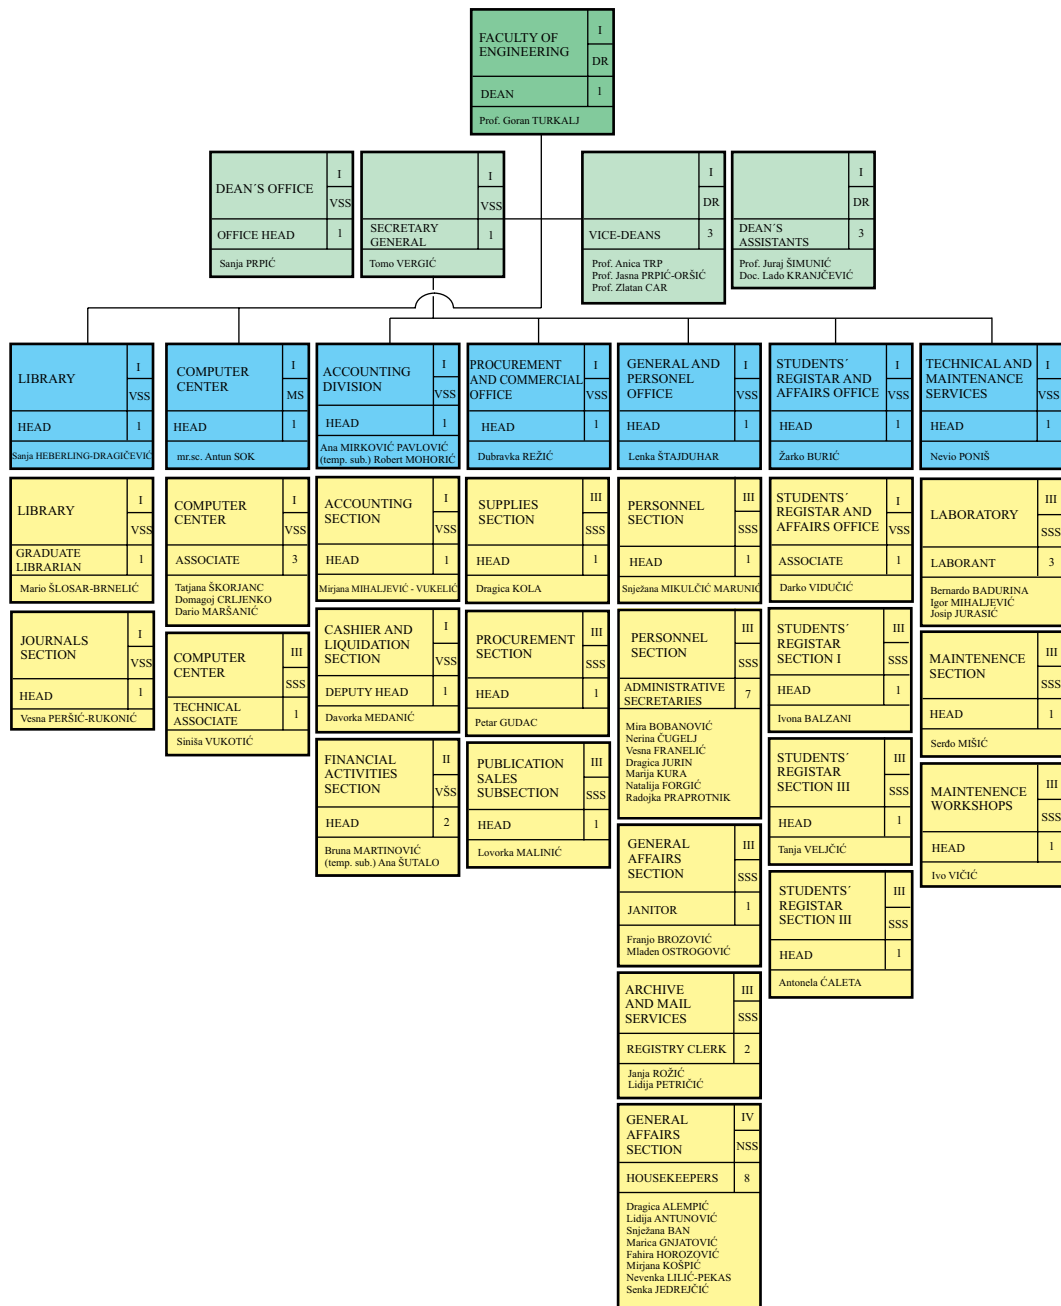 FACULTY OF
ENGINEERING
I
DR
DEAN
1
Prof. Goran TURKALJ
DEAN´S OFFICE
I
VSS
OFFICE HEAD
1
Sanja PRPIĆ
I
VSS
SECRETARY
GENERAL
1
Tomo VERGIĆ
I
DR
VICE-DEANS
3
Prof. Anica TRP
Prof. Jasna PRPIĆ-ORŠIĆ
Prof. Zlatan CAR
I
DR
DEAN´S
ASSISTANTS
3
Prof. Juraj ŠIMUNIĆ
Doc. Lado KRANJČEVIĆ
LIBRARY
I
VSS
HEAD
1
Sanja HEBERLING-DRAGIČEVIĆ
COMPUTER
CENTER
I
MS
HEAD
1
mr.sc. Antun SOK
ACCOUNTING
DIVISION
I
VSS
HEAD
1
Ana MIRKOVIĆ PAVLOVIĆ
(temp. sub.) Robert MOHORIĆ
PROCUREMENT
AND COMMERCIAL
OFFICE
I
VSS
HEAD
1
Dubravka REŽIĆ
GENERAL AND
PERSONEL
OFFICE
I
VSS
HEAD
1
Lenka ŠTAJDUHAR
STUDENTS´
REGISTAR AND
AFFAIRS OFFICE
I
VSS
HEAD
1
Žarko BURIĆ
TECHNICAL AND
MAINTENANCE
SERVICES
I
VSS
HEAD
1
Nevio PONIŠ
LIBRARY
I
VSS
GRADUATE
LIBRARIAN
1
Mario ŠLOSAR-BRNELIĆ
JOURNALS
SECTION
I
VSS
HEAD
1
Vesna PERŠIĆ-RUKONIĆ
COMPUTER
CENTER
I
VSS
ASSOCIATE
3
Tatjana ŠKORJANC
Domagoj CRLJENKO
Dario MARŠANIĆ
COMPUTER
CENTER
III
SSS
TECHNICAL
ASSOCIATE
1
Siniša VUKOTIĆ
ACCOUNTING
SECTION
I
VSS
HEAD
1
Mirjana MIHALJEVIĆ - VUKELIĆ
CASHIER AND
LIQUIDATION
SECTION
I
VSS
DEPUTY HEAD
1
Davorka MEDANIĆ
FINANCIAL
ACTIVITIES
SECTION
II
VŠS
HEAD
2
Bruna MARTINOVIĆ
(temp. sub.) Ana ŠUTALO
SUPPLIES
SECTION
III
SSS
HEAD
1
Dragica KOLA
PROCUREMENT
SECTION
III
SSS
HEAD
1
Petar GUDAC
PUBLICATION
SALES
SUBSECTION
III
SSS
HEAD
1
Lovorka MALINIĆ
PERSONNEL
SECTION
III
SSS
HEAD
1
Snježana MIKULČIĆ MARUNIĆ
PERSONNEL
SECTION
III
SSS
ADMINISTRATIVE
SECRETARIES
7
Mira BOBANOVIĆ
Nerina ČUGELJ
Vesna FRANELIĆ
Dragica JURIN
Marija KURA
Natalija FORGIĆ
Radojka PRAPROTNIK
GENERAL
AFFAIRS
SECTION
III
SSS
JANITOR
1
Franjo BROZOVIĆ
Mladen OSTROGOVIĆ
ARCHIVE
AND MAIL
SERVICES
III
SSS
REGISTRY CLERK
2
Janja ROŽIĆ
Lidija PETRIČIĆ
GENERAL
AFFAIRS
SECTION
IV
NSS
HOUSEKEEPERS
8
Dragica ALEMPIĆ
Lidija ANTUNOVIĆ
Snježana BAN
Marica GNJATOVIĆ
Fahira HOROZOVIĆ
Mirjana KOŠPIĆ
Nevenka LILIĆ-PEKAS
Senka JEDREJČIĆ
STUDENTS´
REGISTAR AND
AFFAIRS OFFICE
I
VSS
ASSOCIATE
1
Darko VIDUČIĆ
STUDENTS´
REGISTAR
SECTION I
III
SSS
HEAD
1
Ivona BALZANI
STUDENTS´
REGISTAR
SECTION III
III
SSS
HEAD
1
Tanja VELJČIĆ
STUDENTS´
REGISTAR
SECTION III
III
SSS
HEAD
1
Antonela ĆALETA
LABORATORY
III
SSS
LABORANT
3
Bernardo BADURINA
Igor MIHALJEVIĆ
Josip JURASIĆ
MAINTENENCE
SECTION
III
SSS
HEAD
1
Serđo MIŠIĆ
MAINTENENCE
WORKSHOPS
III
SSS
HEAD
1
Ivo VIČIĆ